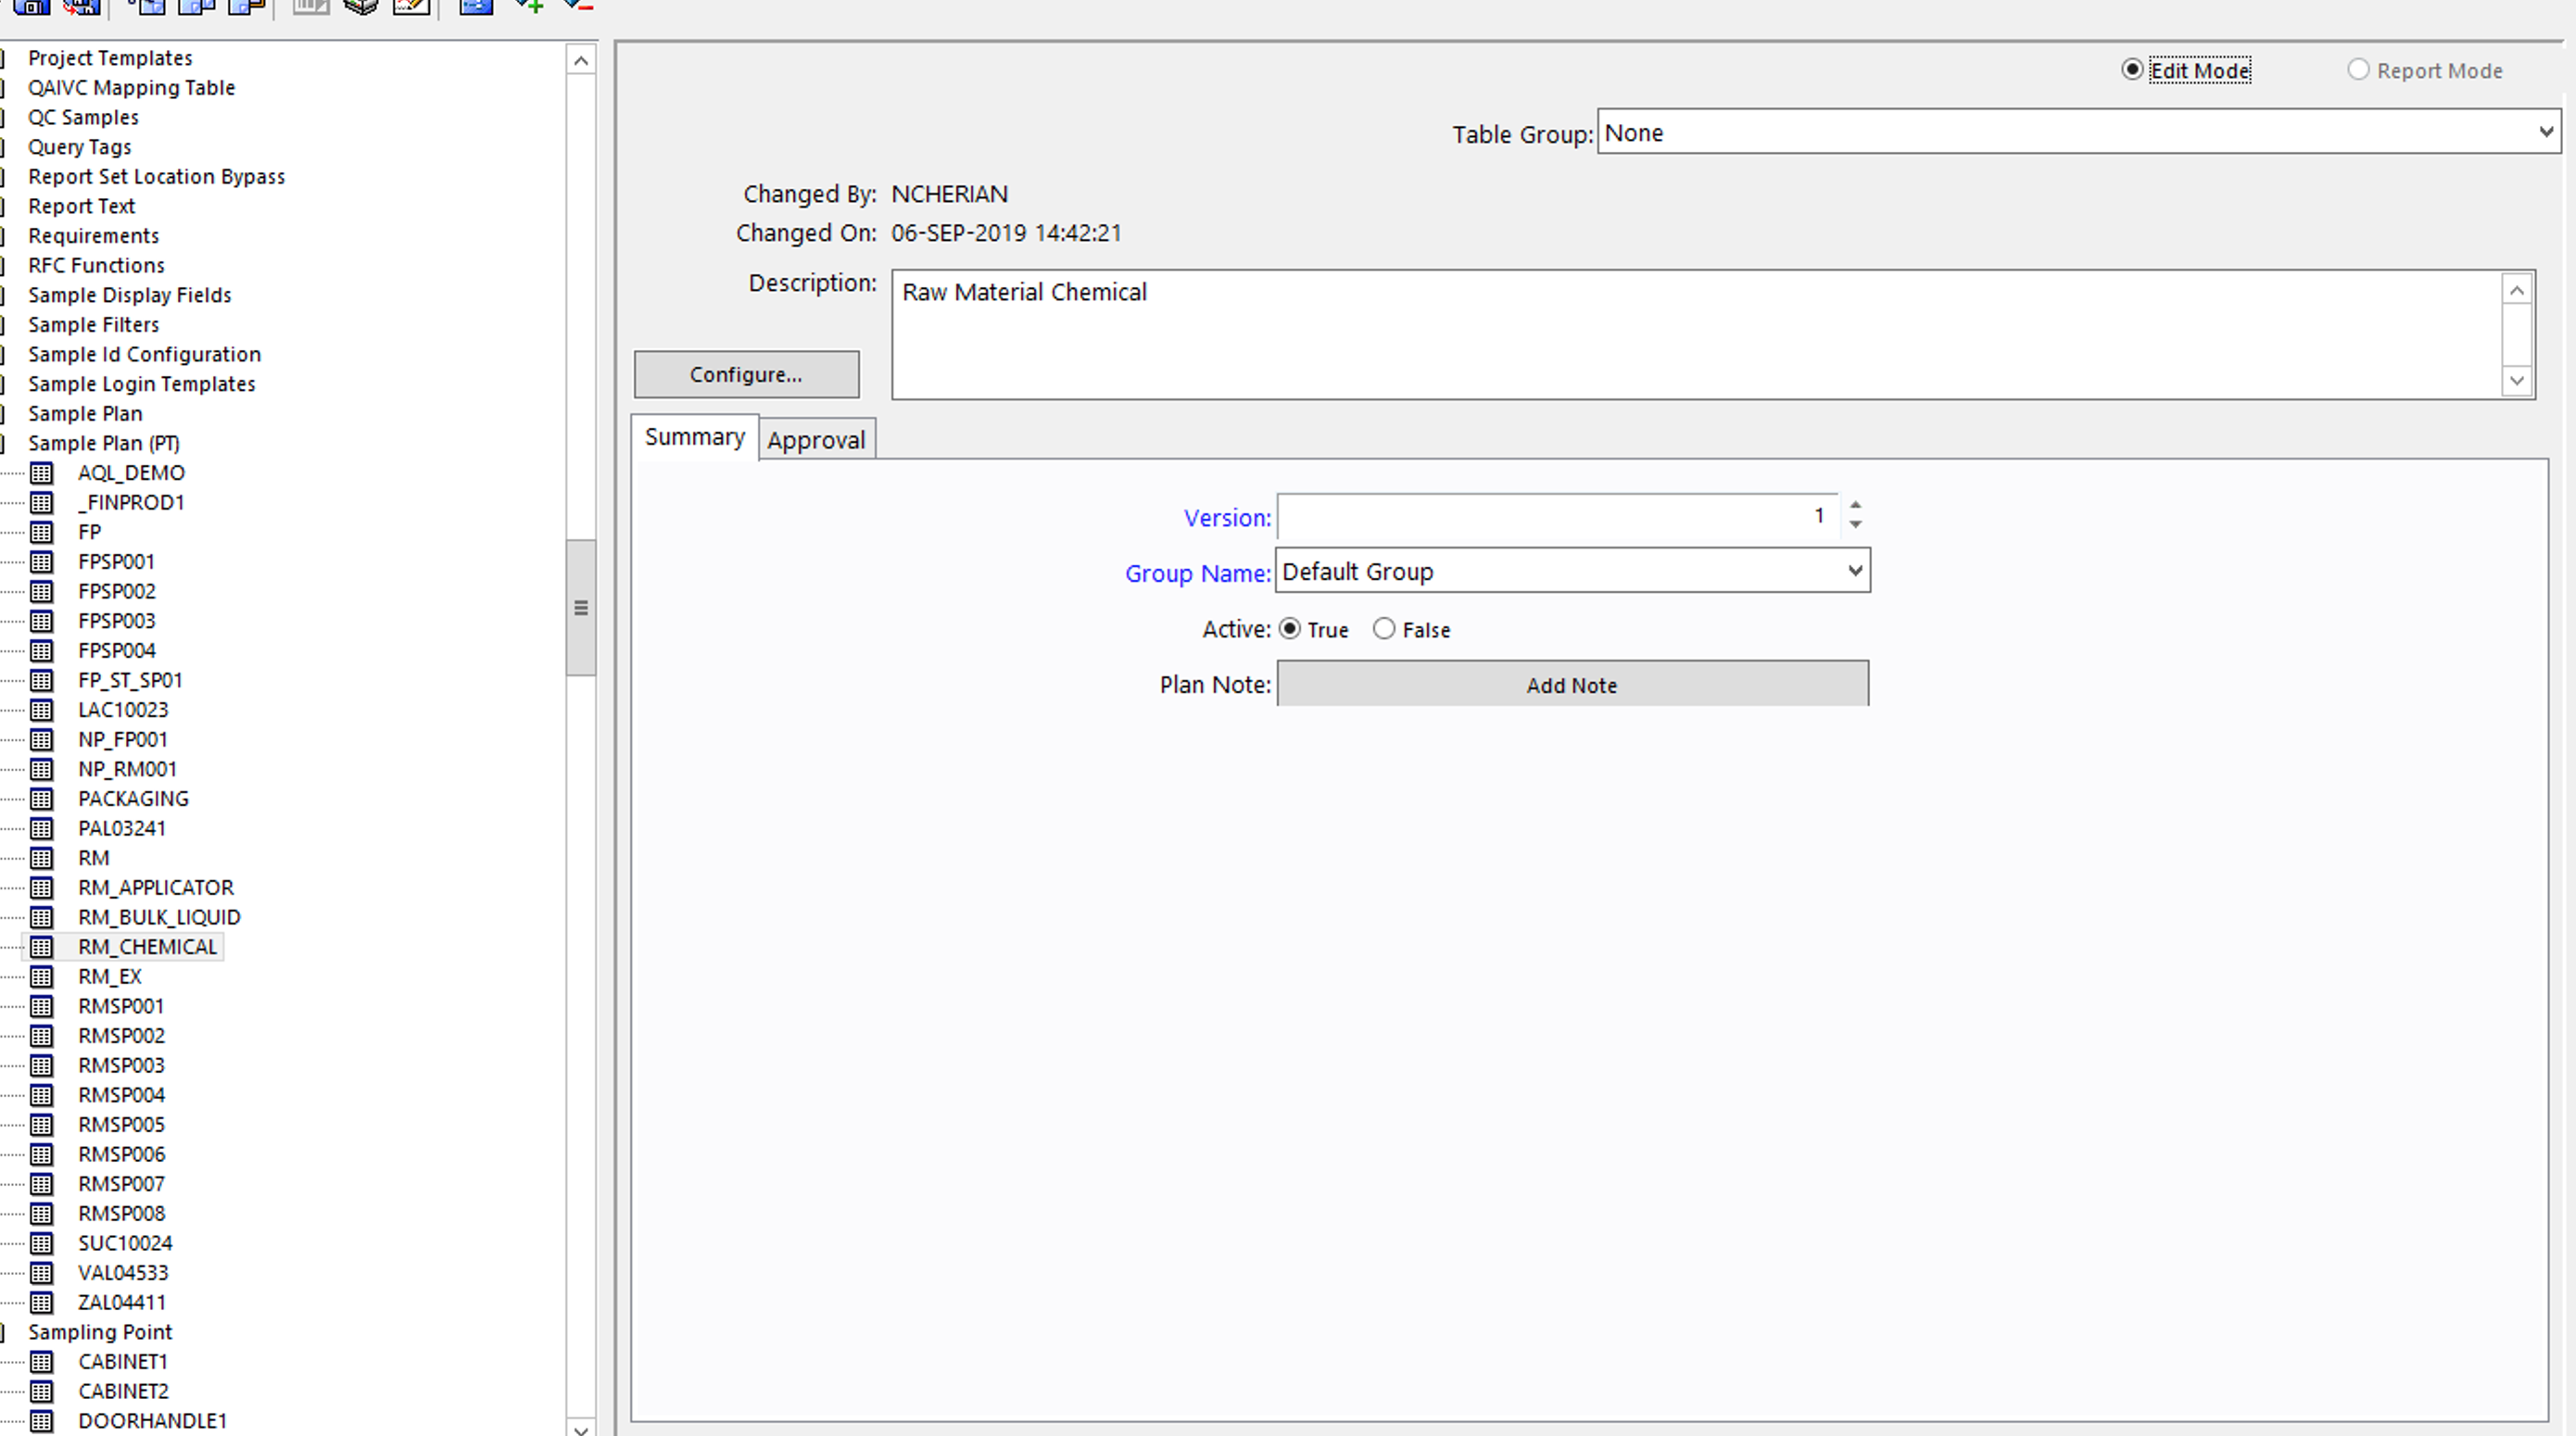 Project Templates
QAIVC Mapping Table
QC Samples
Query Tags
Report Set Location Bypass
Report Text
Requirements
RFC Functions
Sample Display Fields
Sample Filters
Sample Id Configuration
Sample Login Templates
Sample Plan
Sample Plan (PT)
AQL_DEMO
_FINPROD1
FP
FPSP001
FPSP002
FPSP003
FPSP004
FP_ST_SP01
LAC10023
NP_FP001
NP_RM001
PACKAGING
PAL03241
RM
RM_APPLICATOR
RM_BULK_LIQUID
RM_CHEMICAL
RM_EX
RMSP001
RMSP002
RMSP003
RMSP004
RMSP005
RMSP006
RMSP007
RMSP008
SUC10024
VAL04533
ZAL04411
Sampling Point
CABINET1
CABINET2
DOORHANDLE1
Edit Mode Report Mode
Table Group: None
Changed By: NCHERIAN
Changed On: 06-SEP-2019 14:42:21
Description: Raw Material Chemical
Configure...
Summary Approval
Version: 1
Group Name: Default Group
Active: True False
Plan Note: Add Note